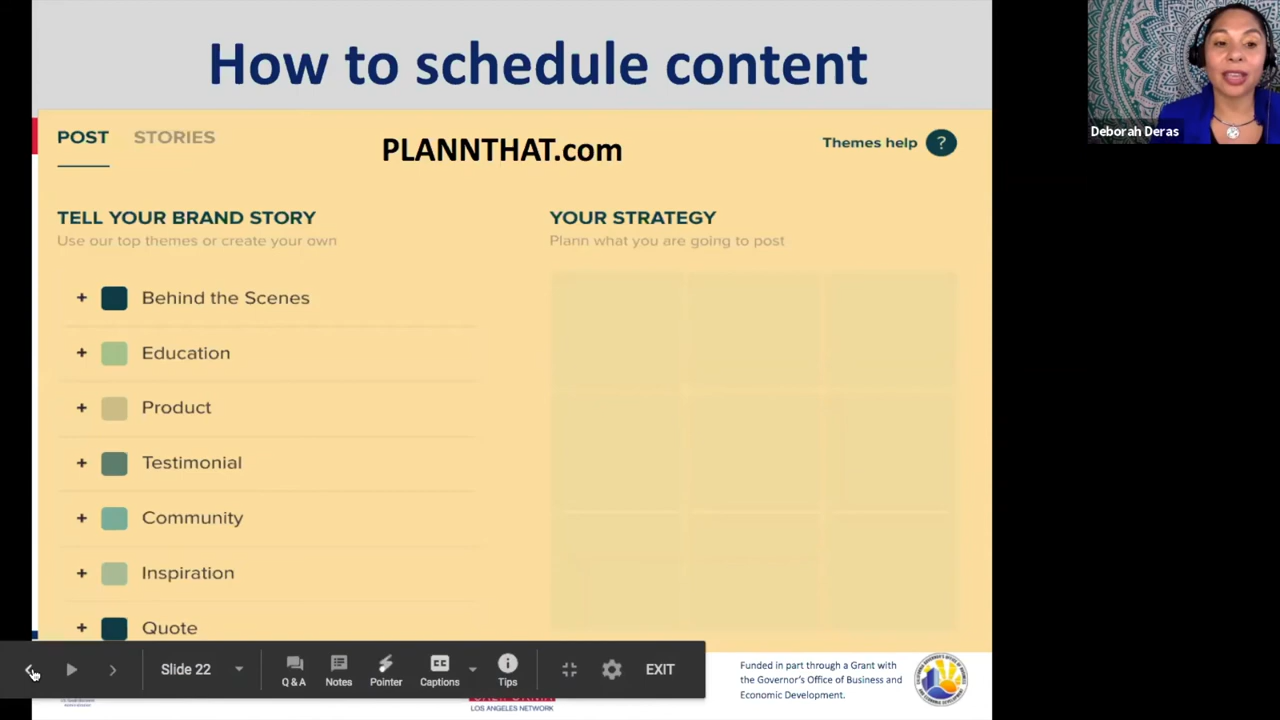 How to schedule content
POST STORIES
PLANNTHAT.com
Themes help ?
TELL YOUR BRAND STORY
Use our top themes or create your own
+ Behind the Scenes
+ Education
+ Product
+ Testimonial
+ Community
+ Inspiration
+ Quote
YOUR STRATEGY
Plann what you are going to post
Deborah Deras
Slide 22
Q & A
Notes
Pointer
CC
Captions
Tips
EXIT
LOS ANGELES NETWORK
Funded in part through a Grant with
the Governor's Office of Business and
Economic Development.